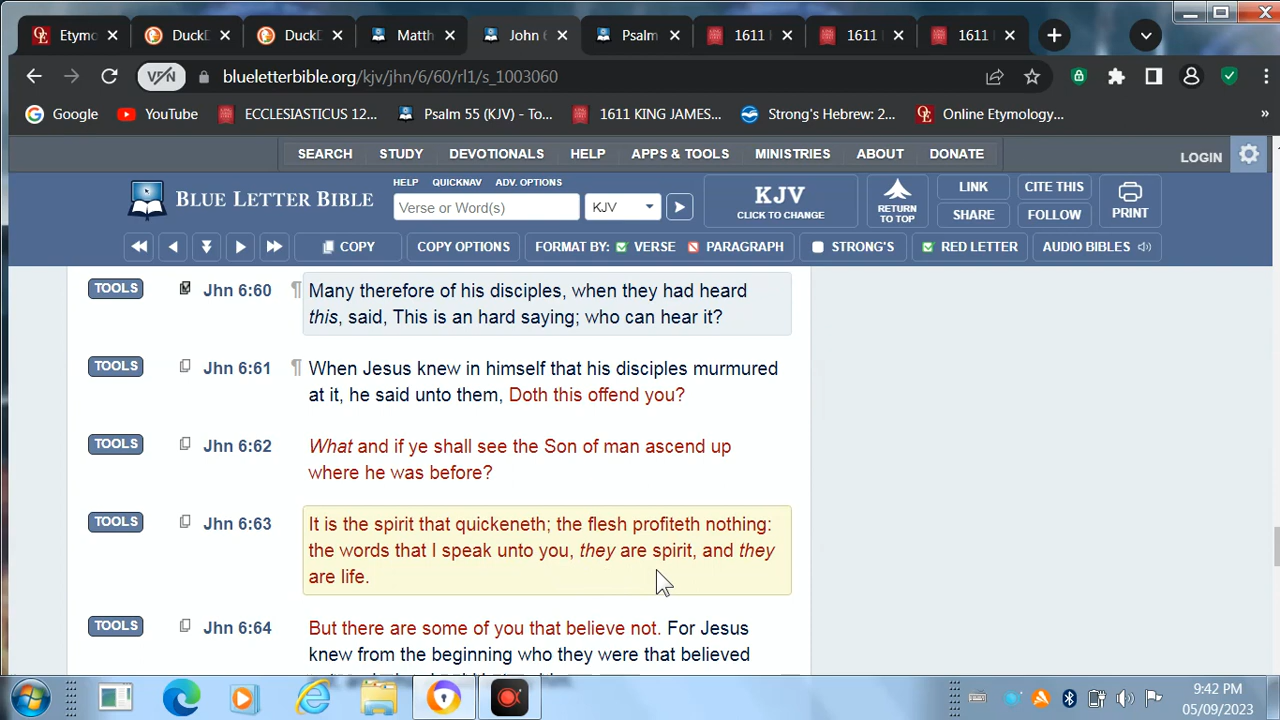 Etymo DuckD DuckD Matth John 6 Psalm 1611 1611 1611
VPN blueletterbible.org/kjv/jhn/6/60/rl1/s_1003060
Google YouTube ECCLESIASTICUS 12... Psalm 55 (KJV) - To... 1611 KING JAMES... Strong's Hebrew: 2... Online Etymology... »
SEARCH STUDY DEVOTIONALS HELP APPS & TOOLS MINISTRIES ABOUT DONATE LOGIN
BLUE LETTER BIBLE
HELP QUICKNAV ADV. OPTIONS
Verse or Word(s) KJV
KJV
CLICK TO CHANGE
RETURN
TO TOP
LINK CITE THIS
SHARE FOLLOW
PRINT
COPY COPY OPTIONS FORMAT BY: VERSE PARAGRAPH STRONG'S RED LETTER AUDIO BIBLES
TOOLS Jhn 6:60 ¶ Many therefore of his disciples, when they had heard
this, said, This is an hard saying; who can hear it?
TOOLS Jhn 6:61 ¶ When Jesus knew in himself that his disciples murmured
at it, he said unto them, Doth this offend you?
TOOLS Jhn 6:62 What and if ye shall see the Son of man ascend up
where he was before?
TOOLS Jhn 6:63 It is the spirit that quickeneth; the flesh profiteth nothing:
the words that I speak unto you, they are spirit, and they
are life.
TOOLS Jhn 6:64 But there are some of you that believe not. For Jesus
knew from the beginning who they were that believed
9:42 PM
05/09/2023